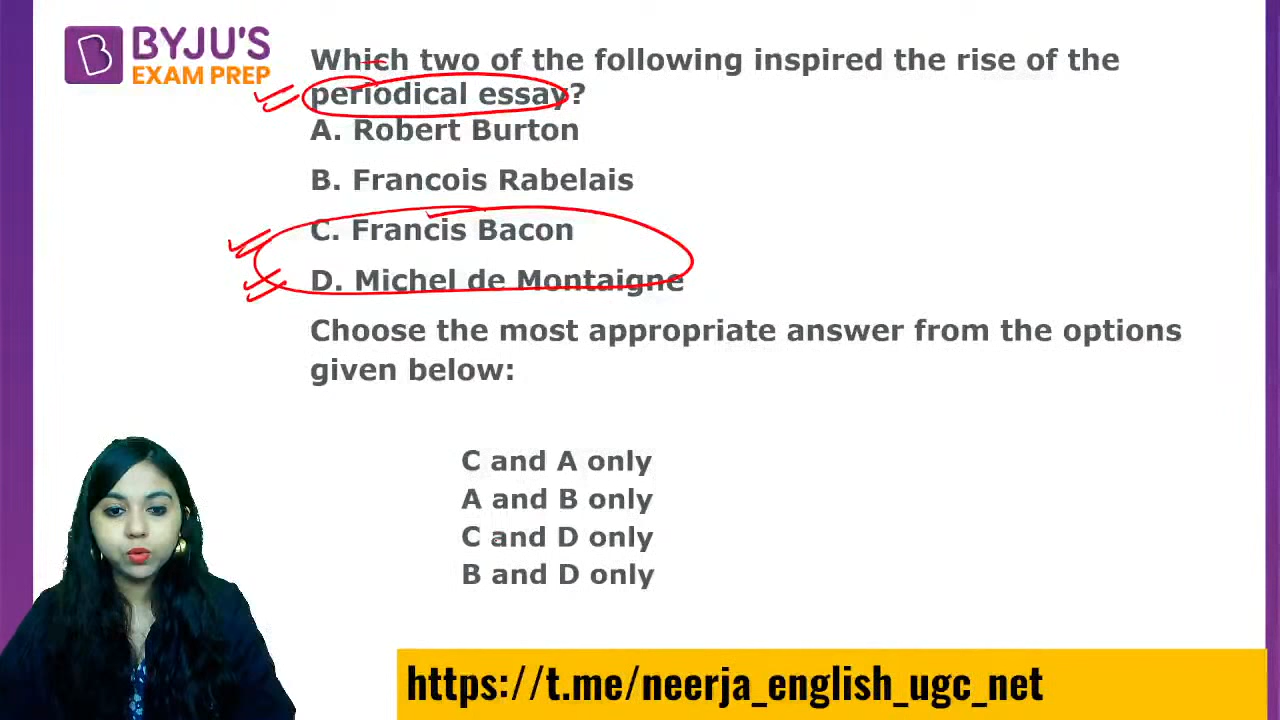 BYJU'S
EXAM PREP
Which two of the following inspired the rise of the
periodical essay?
A. Robert Burton
B. Francois Rabelais
C. Francis Bacon
D. Michel de Montaigne
Choose the most appropriate answer from the options
given below:
C and A only
A and B only
C and D only
B and D only
https://t.me/neerja_english_ugc_net